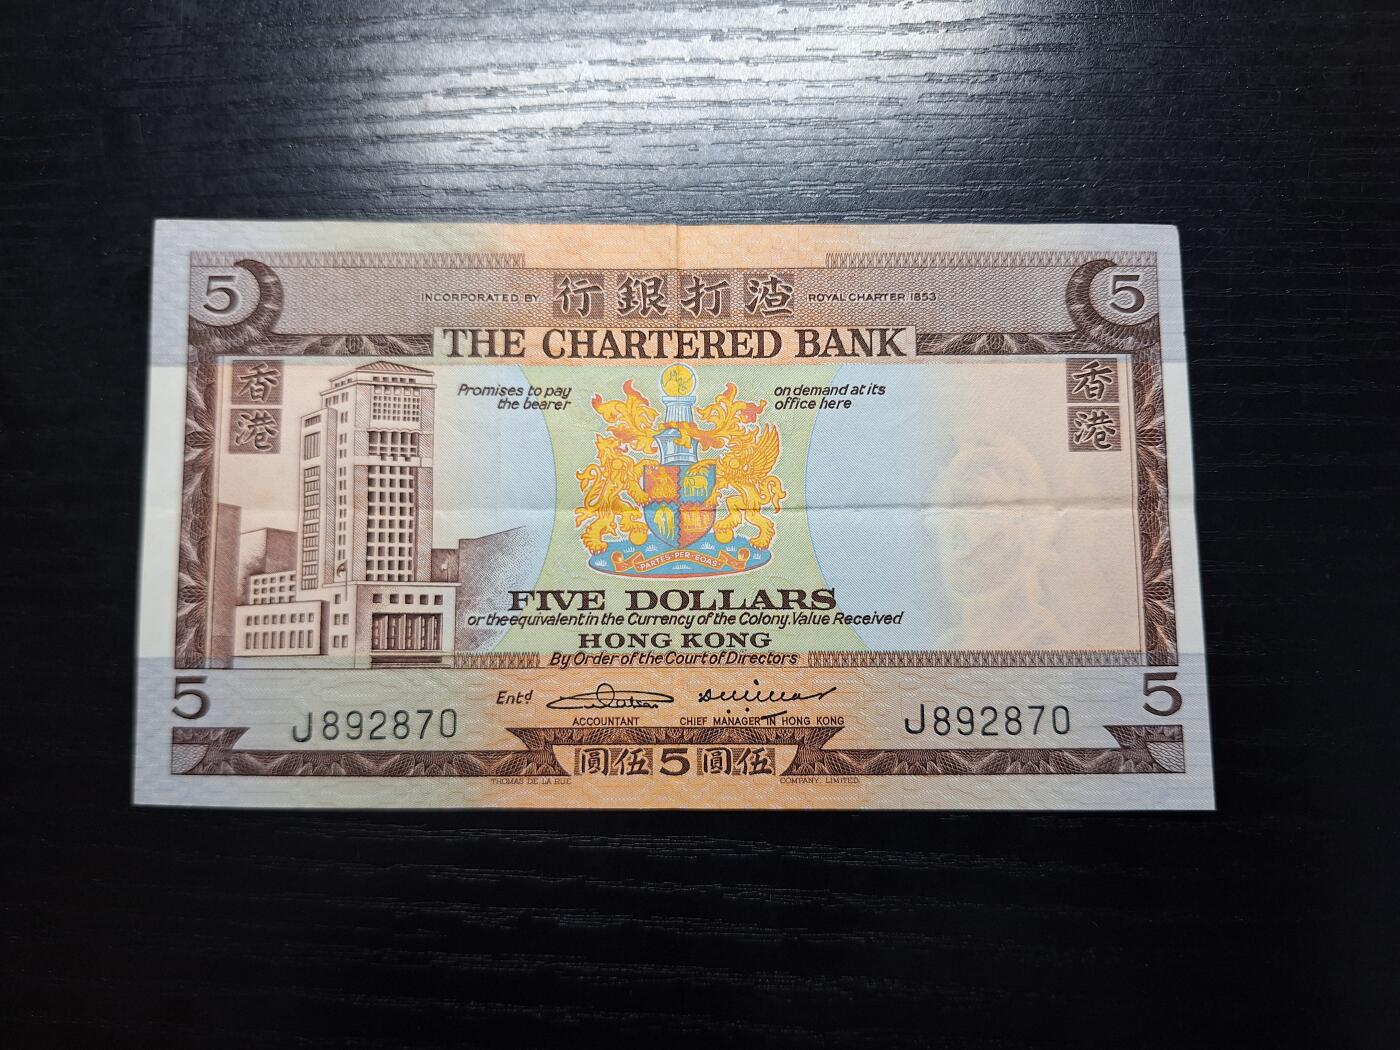 5 INCORPORATED BY 行銀打渣 ROYAL CHARTER 1853 5
THE CHARTERED BANK
香港 香港
Promises to pay the bearer
on demand at its office here
PARTES·PER·EOAS
FIVE DOLLARS
or the equivalent in the Currency of the Colony. Value Received
HONG KONG
By Order of the Court of Directors
5 Entd 5
ACCOUNTANT CHIEF MANAGER IN HONG KONG
J892870 J892870
圓伍5圓伍
THOMAS DE LA RUE COMPANY, LIMITED.